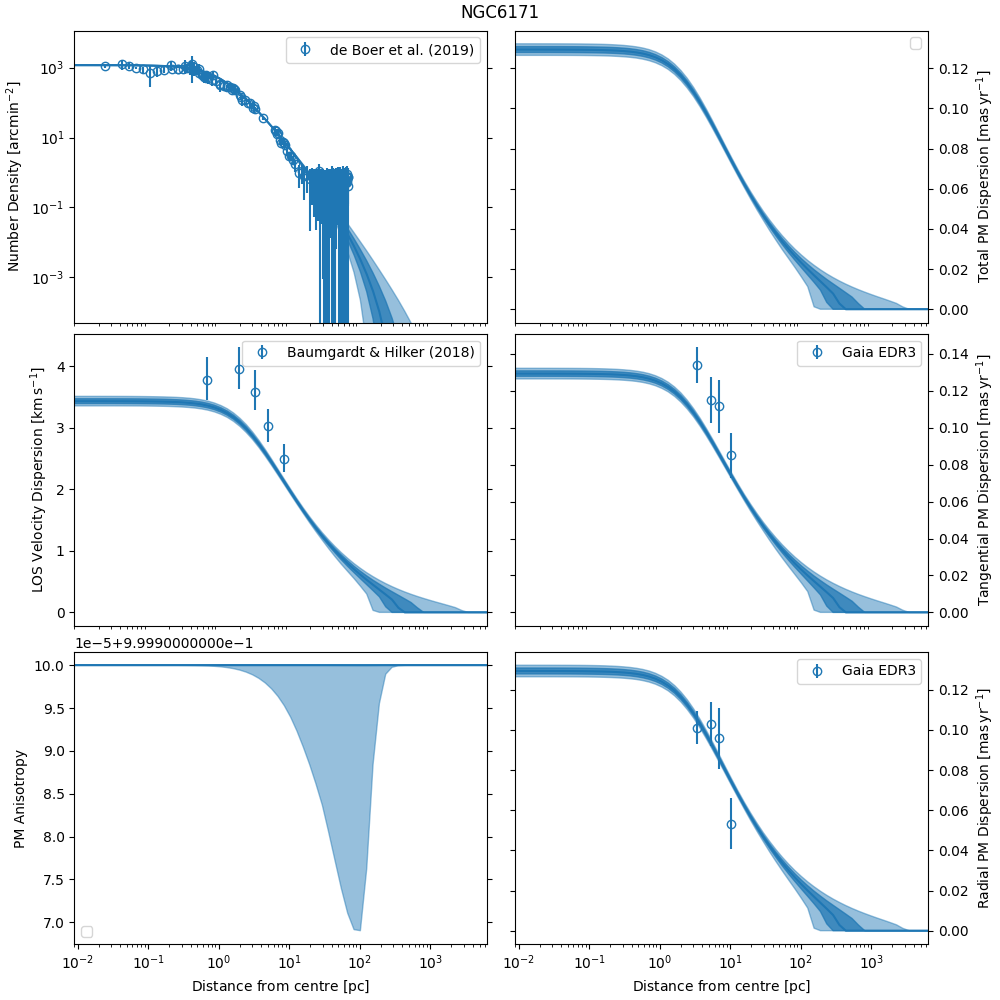 NGC6171
de Boer et al. (2019)
Number Density [arcmin⁻²]
10³
10¹
10⁻¹
10⁻³
Total PM Dispersion [mas yr⁻¹]
0.12
0.10
0.08
0.06
0.04
0.02
0.00
Baumgardt & Hilker (2018)
LOS Velocity Dispersion [km s⁻¹]
4
3
2
1
0
Gaia EDR3
Tangential PM Dispersion [mas yr⁻¹]
0.14
0.12
0.10
0.08
0.06
0.04
0.02
0.00
1e-5+9.9990000000e-1
PM Anisotropy
10.0
9.5
9.0
8.5
8.0
7.5
7.0
10⁻² 10⁻¹ 10⁰ 10¹ 10² 10³
Distance from centre [pc]
Gaia EDR3
Radial PM Dispersion [mas yr⁻¹]
0.12
0.10
0.08
0.06
0.04
0.02
0.00
10⁻² 10⁻¹ 10⁰ 10¹ 10² 10³
Distance from centre [pc]